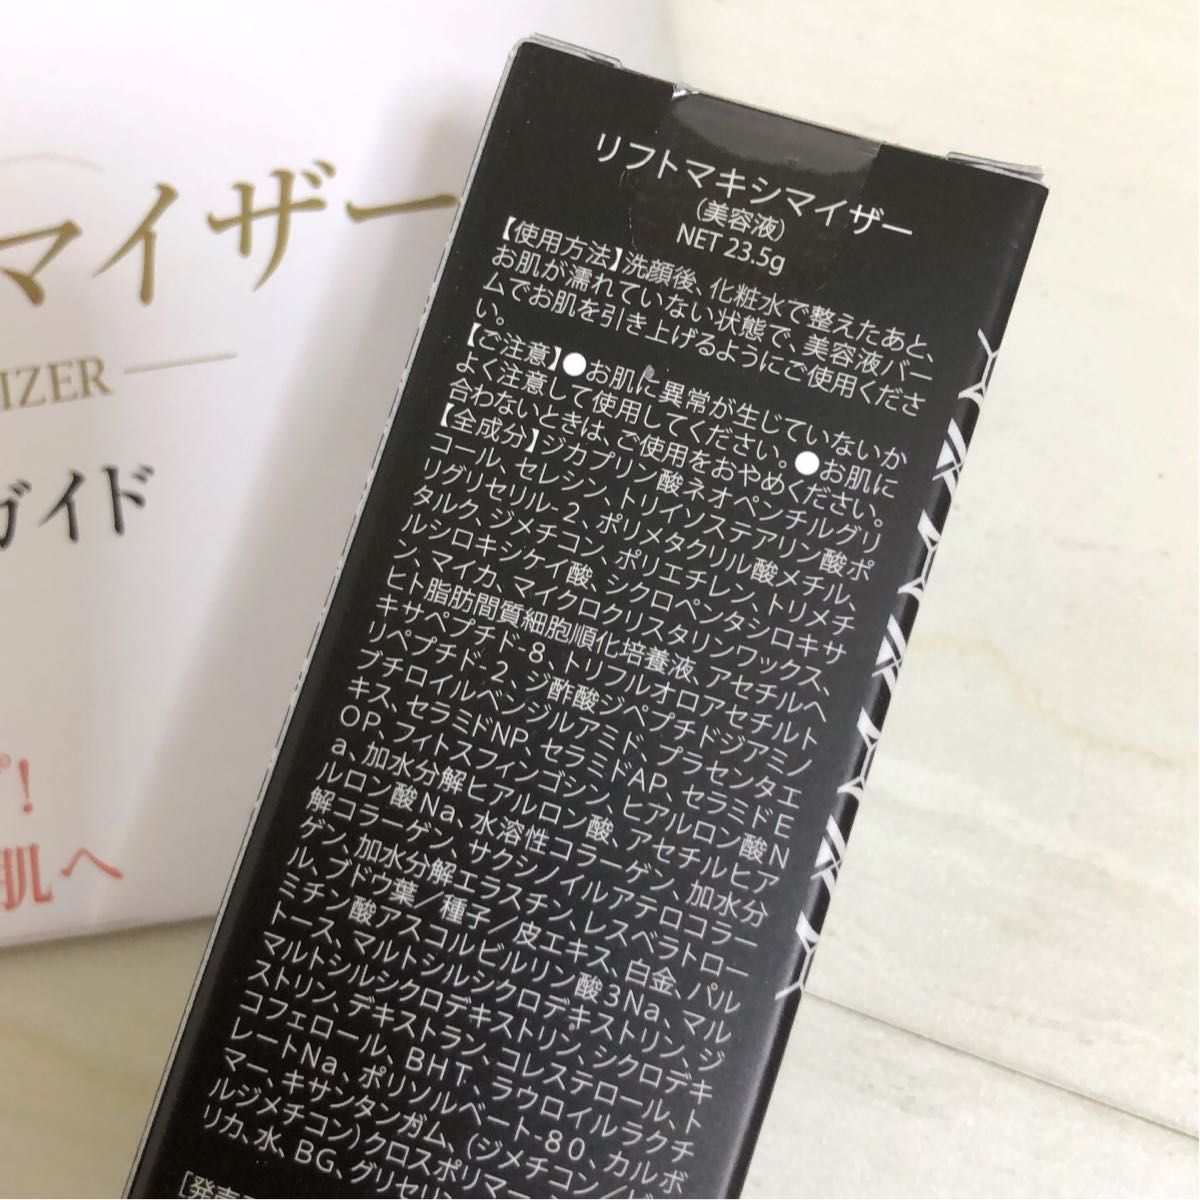 マイザー
IZER
ガイド
!
肌へ
リフトマキシマイザー
(美容液)
NET 23.5g
【使用方法】洗顔後、化粧水で整えたあと、
お肌が濡れていない状態で、美容液バー
ムでお肌を引き上げるようにご使用くださ
い。
【ご注意】●お肌に異常が生じていないか
よく注意して使用してください。●お肌に
合わないときは、ご使用をおやめください。
【全成分】ジカプリン酸ネオペンチルグリ
コール、セレシン、トリイソステアリン酸ポ
リグリセリル-2、ポリメタクリル酸メチル、
タルク、ジメチコン、ポリエチレン、トリメチ
ルシロキシケイ酸、シクロペンタシロキサ
ン、マイカ、マイクロクリスタリンワックス、
ヒト脂肪間質細胞順化培養液、アセチルヘ
キサペプチド-8、トリフルオロアセチルト
リペプチド-2、ジ酢酸ジペプチドジアミノ
ブチロイルベンジルアミド、プラセンタエ
キス、セラミドNP、セラミドAP、セラミドE
OP、フィトスフィンゴシン、ヒアルロン酸N
a、加水分解ヒアルロン酸、アセチルヒア
ルロン酸Na、水溶性コラーゲン、加水分
解コラーゲン、サクシノイルアテロコラー
ゲン、加水分解エラスチン、レスベラトロー
ル、ブドウ葉/種子/皮エキス、白金、パル
ミチン酸アスコルビルリン酸3Na、マル
トース、マルトシルシクロデキストリン、ジ
マルトシルシクロデキストリン、シクロデキ
ストリン、デキストラン、コレステロール、ト
コフェロール、BHT、ラウロイルラクチ
レートNa、ポリソルベート-80、カルボ
マー、キサンタンガム、(ジメチコン/ビ
ルジメチコン)クロスポリマー、
リカ、水、BG、グリセリン
[発売元